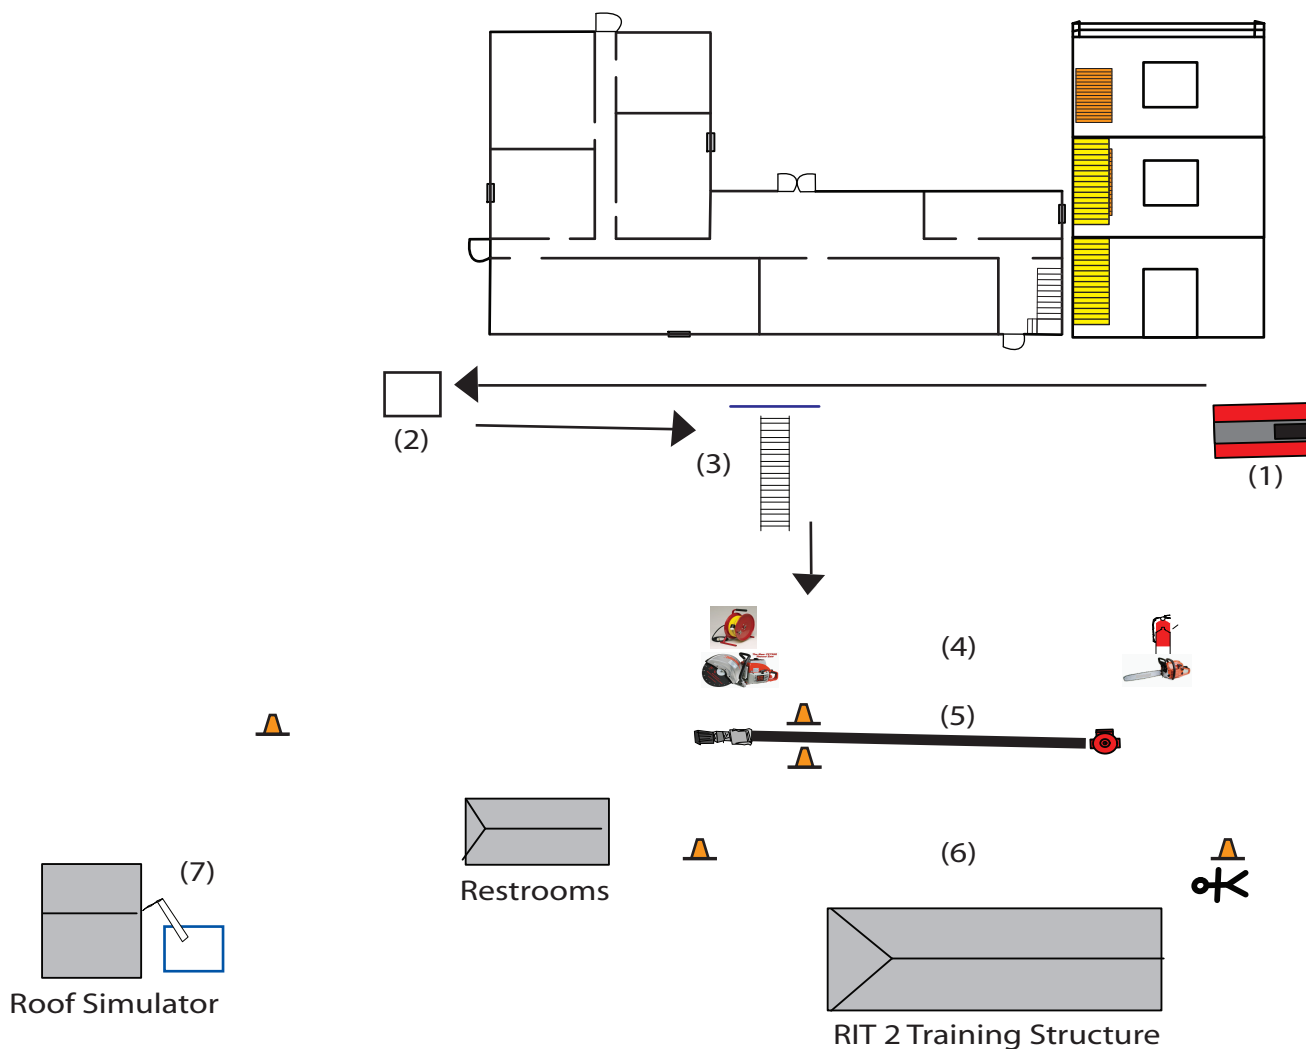 (1)
(2)
(3)
(4)
(5)
(6)
(7)
Restrooms
Roof Simulator
RIT 2 Training Structure